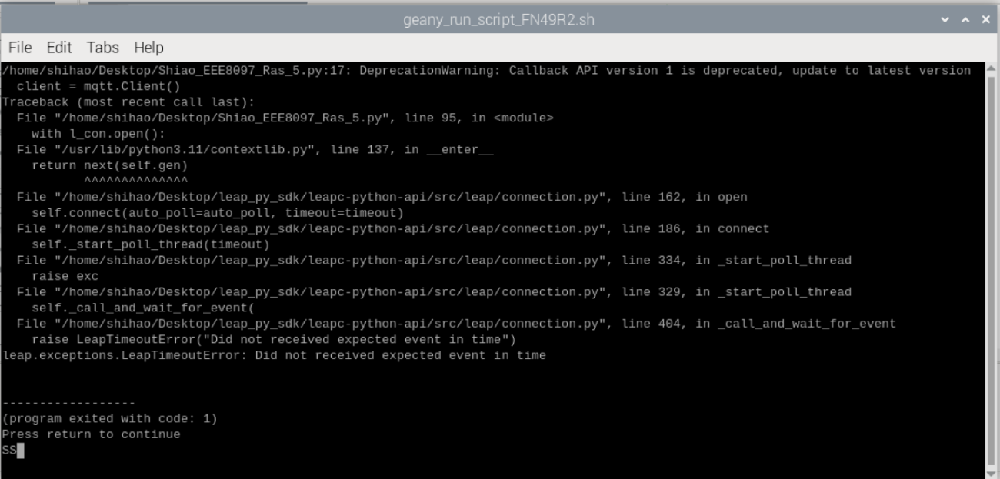 geany_run_script_FN49R2.sh
File Edit Tabs Help
/home/shihao/Desktop/Shiao_EEE8097_Ras_5.py:17: DeprecationWarning: Callback API version 1 is deprecated, update to latest version
  client = mqtt.Client()
Traceback (most recent call last):
  File "/home/shihao/Desktop/Shiao_EEE8097_Ras_5.py", line 95, in <module>
    with l_con.open():
  File "/usr/lib/python3.11/contextlib.py", line 137, in __enter__
    return next(self.gen)
           ^^^^^^^^^^^^^^
  File "/home/shihao/Desktop/leap_py_sdk/leapc-python-api/src/leap/connection.py", line 162, in open
    self.connect(auto_poll=auto_poll, timeout=timeout)
  File "/home/shihao/Desktop/leap_py_sdk/leapc-python-api/src/leap/connection.py", line 186, in connect
    self._start_poll_thread(timeout)
  File "/home/shihao/Desktop/leap_py_sdk/leapc-python-api/src/leap/connection.py", line 334, in _start_poll_thread
    raise exc
  File "/home/shihao/Desktop/leap_py_sdk/leapc-python-api/src/leap/connection.py", line 329, in _start_poll_thread
    self._call_and_wait_for_event(
  File "/home/shihao/Desktop/leap_py_sdk/leapc-python-api/src/leap/connection.py", line 404, in _call_and_wait_for_event
    raise LeapTimeoutError("Did not received expected event in time")
leap.exceptions.LeapTimeoutError: Did not received expected event in time
------------------
(program exited with code: 1)
Press return to continue
SS